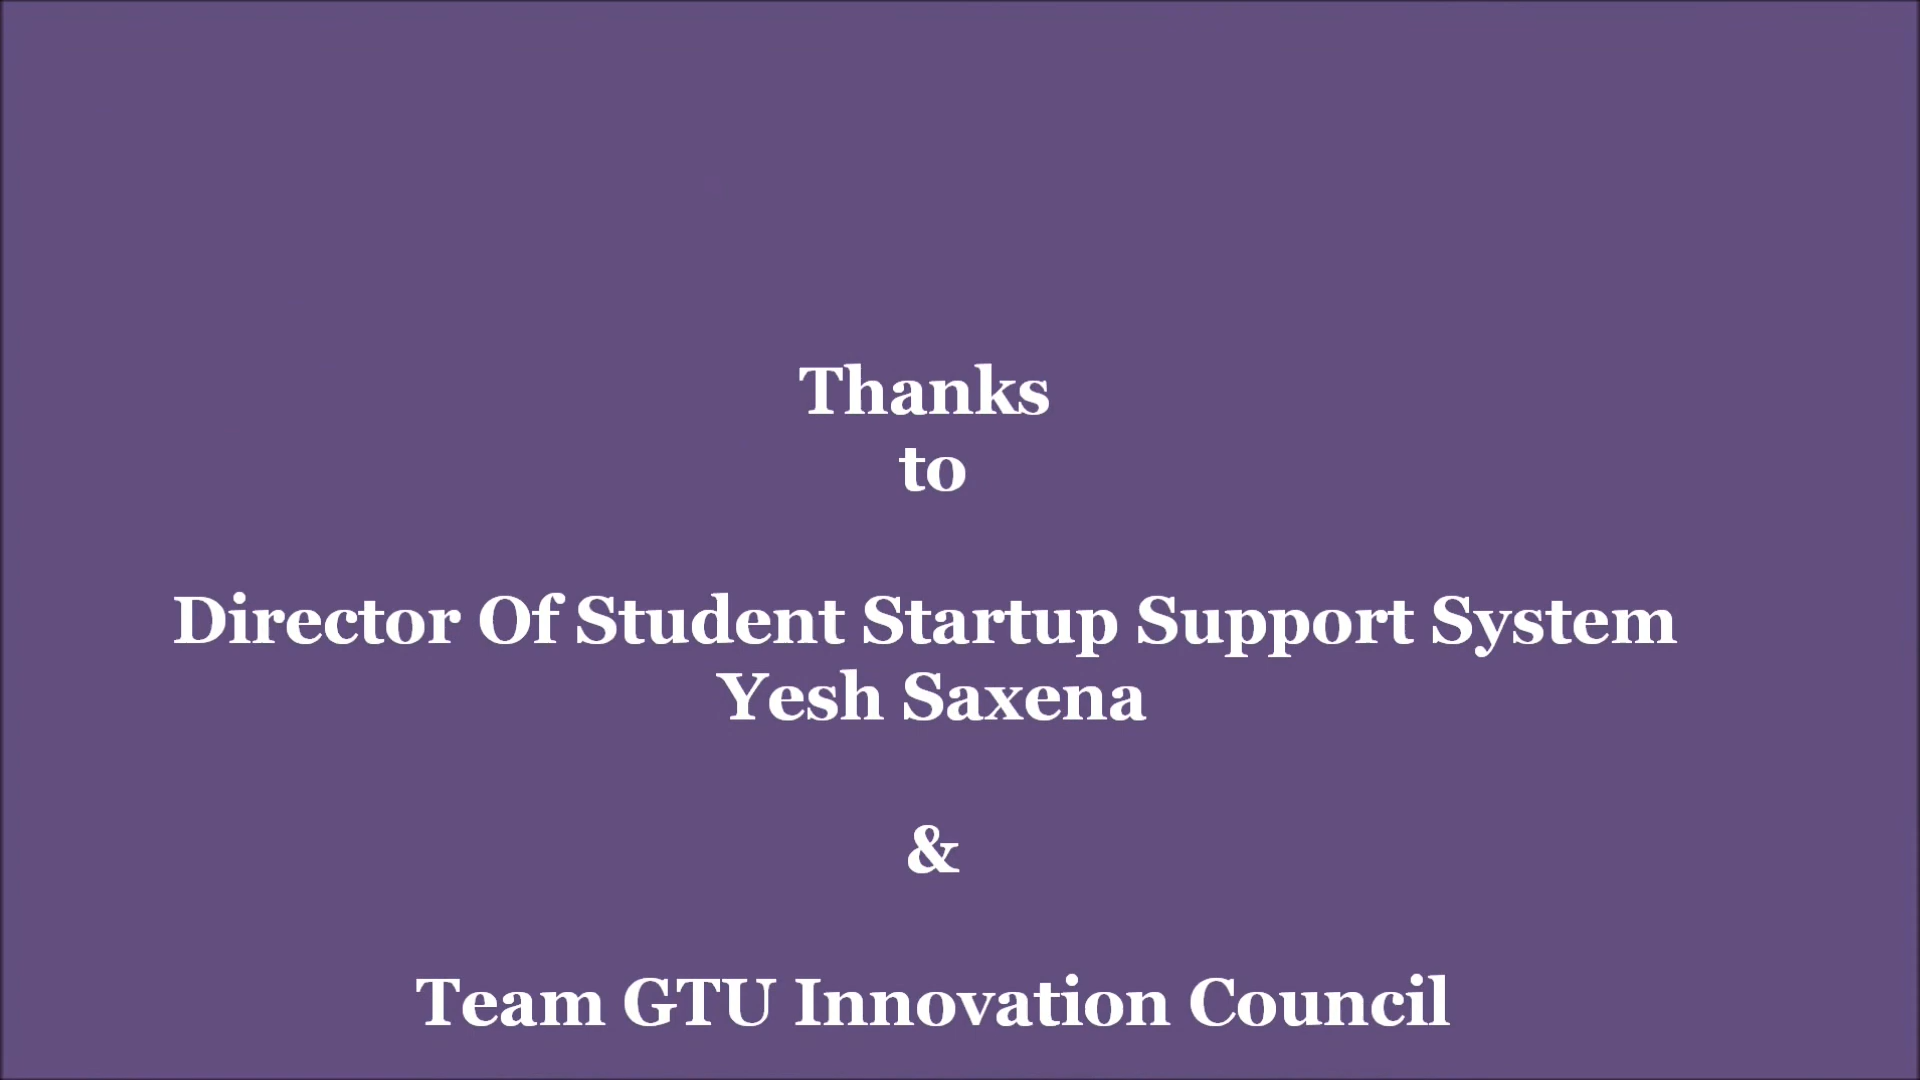 Thanks
to
Director Of Student Startup Support System
Yesh Saxena
&
Team GTU Innovation Council